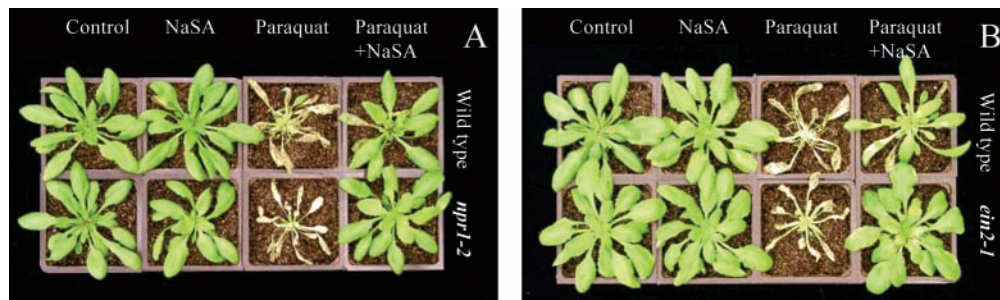 Control NaSA Paraquat Paraquat +NaSA A
Wild type
npr1-2
Control NaSA Paraquat Paraquat +NaSA B
Wild type
ein2-1